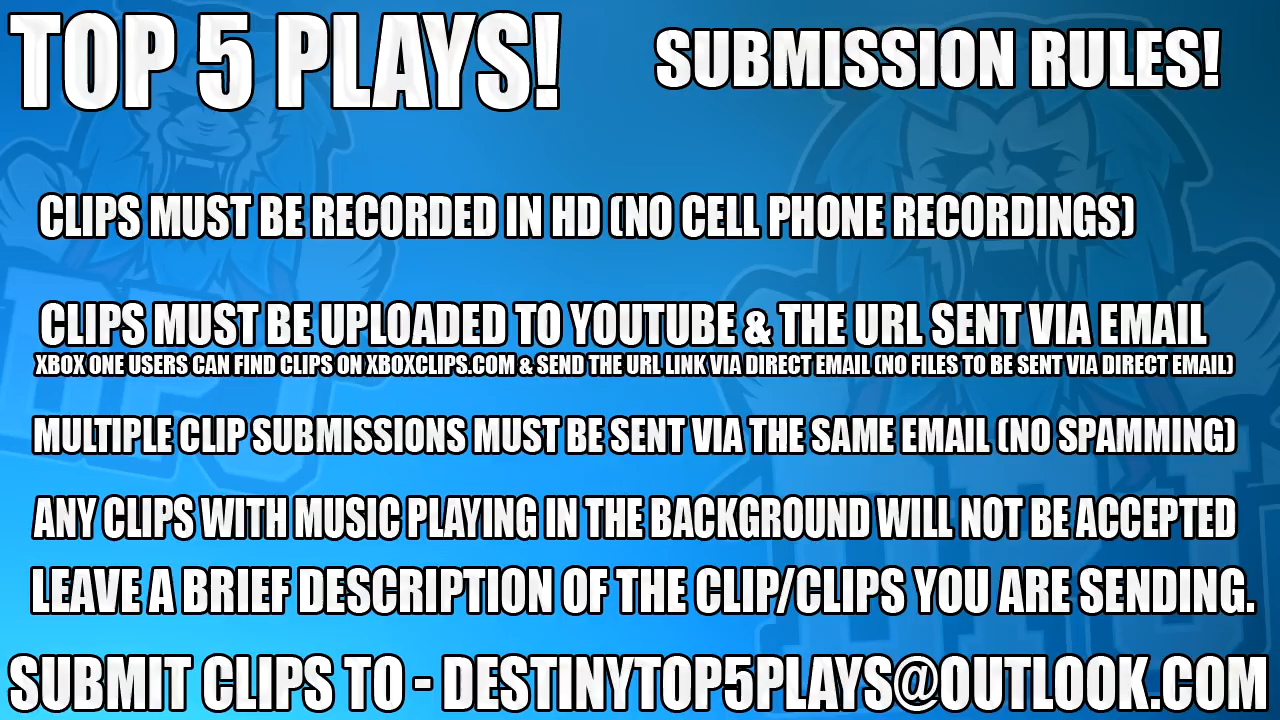 TOP 5 PLAYS!
SUBMISSION RULES!
CLIPS MUST BE RECORDED IN HD (NO CELL PHONE RECORDINGS)
CLIPS MUST BE UPLOADED TO YOUTUBE & THE URL SENT VIA EMAIL
XBOX ONE USERS CAN FIND CLIPS ON XBOXCLIPS.COM & SEND THE URL LINK VIA DIRECT EMAIL (NO FILES TO BE SENT VIA DIRECT EMAIL)
MULTIPLE CLIP SUBMISSIONS MUST BE SENT VIA THE SAME EMAIL (NO SPAMMING)
ANY CLIPS WITH MUSIC PLAYING IN THE BACKGROUND WILL NOT BE ACCEPTED
LEAVE A BRIEF DESCRIPTION OF THE CLIP/CLIPS YOU ARE SENDING.
SUBMIT CLIPS TO - DESTINYTOP5PLAYS@OUTLOOK.COM